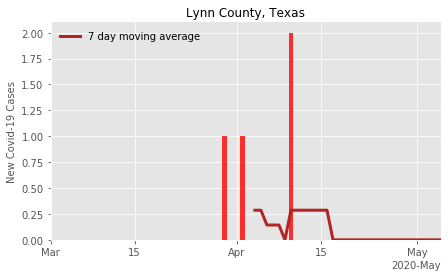 Lynn County, Texas
7 day moving average
New Covid-19 Cases
2.00
1.75
1.50
1.25
1.00
0.75
0.50
0.25
0.00
Mar 15 Apr 15 May
2020-May